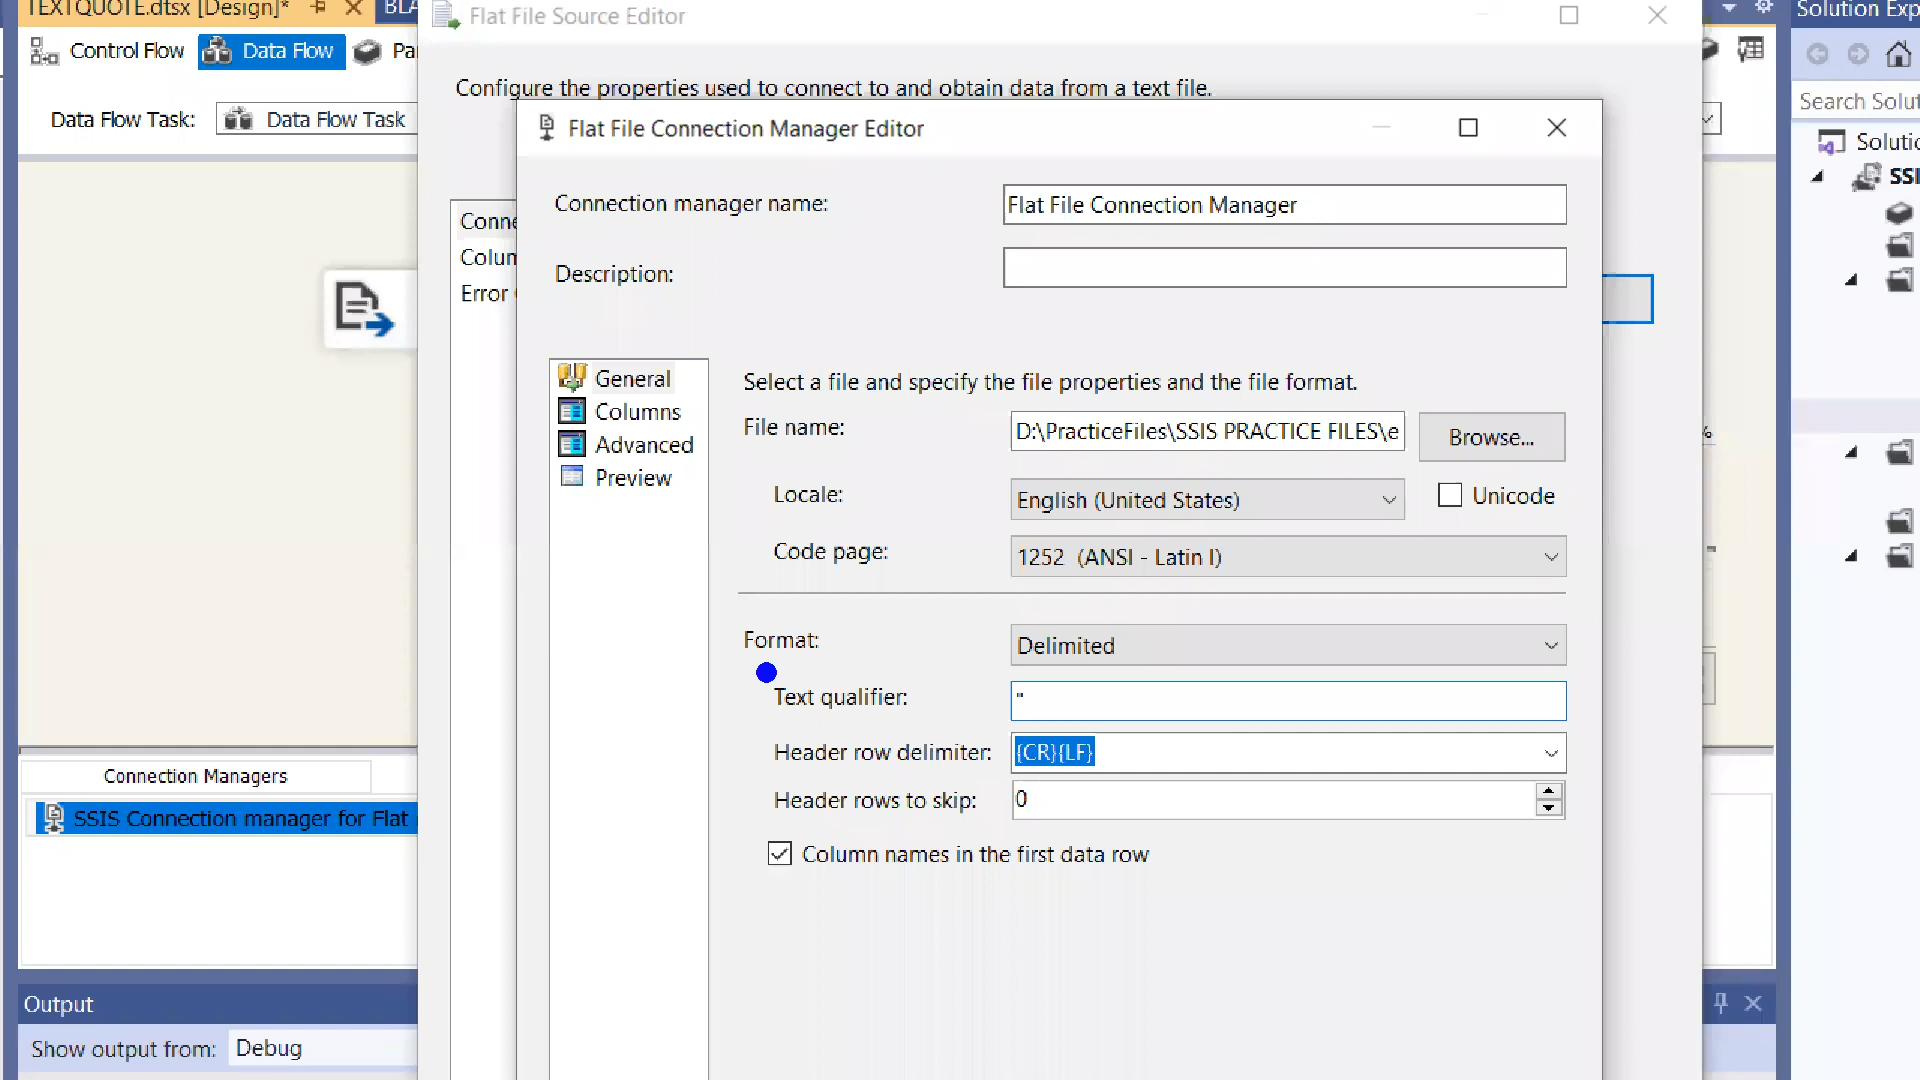 TEXTQUOTE.dtsx [Design]*
Flat File Source Editor
Solution Exp
Control Flow
Data Flow
Configure the properties used to connect to and obtain data from a text file.
Search Solut
Data Flow Task:
Data Flow Task
Flat File Connection Manager Editor
Solutio
SSI
Connection manager name:
Flat File Connection Manager
Conne
Colum
Description:
Error
General
Columns
Advanced
Preview
Select a file and specify the file properties and the file format.
File name:
D:\PracticeFiles\SSIS PRACTICE FILES\e
Browse...
Locale:
English (United States)
Unicode
Code page:
1252 (ANSI - Latin I)
Format:
Delimited
Text qualifier:
"
Header row delimiter:
{CR}{LF}
Header rows to skip:
0
Column names in the first data row
Connection Managers
SSIS Connection manager for Flat
Output
Show output from:
Debug